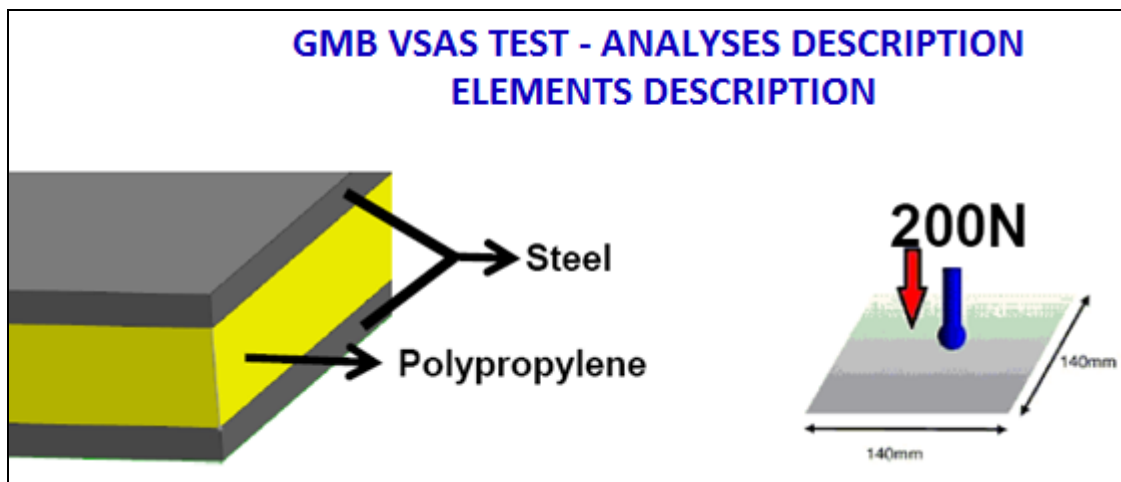 GMB VSAS TEST - ANALYSES DESCRIPTION
ELEMENTS DESCRIPTION
200N
Steel
Polypropylene
140mm
140mm